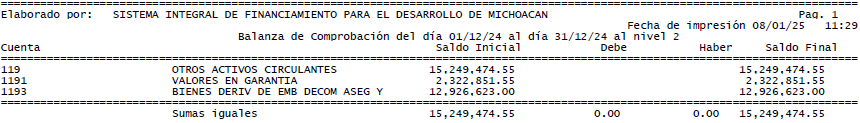 Elaborado por: SISTEMA INTEGRAL DE FINANCIAMIENTO PARA EL DESARROLLO DE MICHOACAN Pag. 1
Fecha de impresión 08/01/25 11:29
Balanza de Comprobación del día 01/12/24 al día 31/12/24 al nivel 2
Cuenta Saldo Inicial Debe Haber Saldo Final
119 OTROS ACTIVOS CIRCULANTES 15,249,474.55 15,249,474.55
1191 VALORES EN GARANTIA 2,322,851.55 2,322,851.55
1193 BIENES DERIV DE EMB DECOM ASEG Y 12,926,623.00 12,926,623.00
Sumas iguales 15,249,474.55 0.00 0.00 15,249,474.55